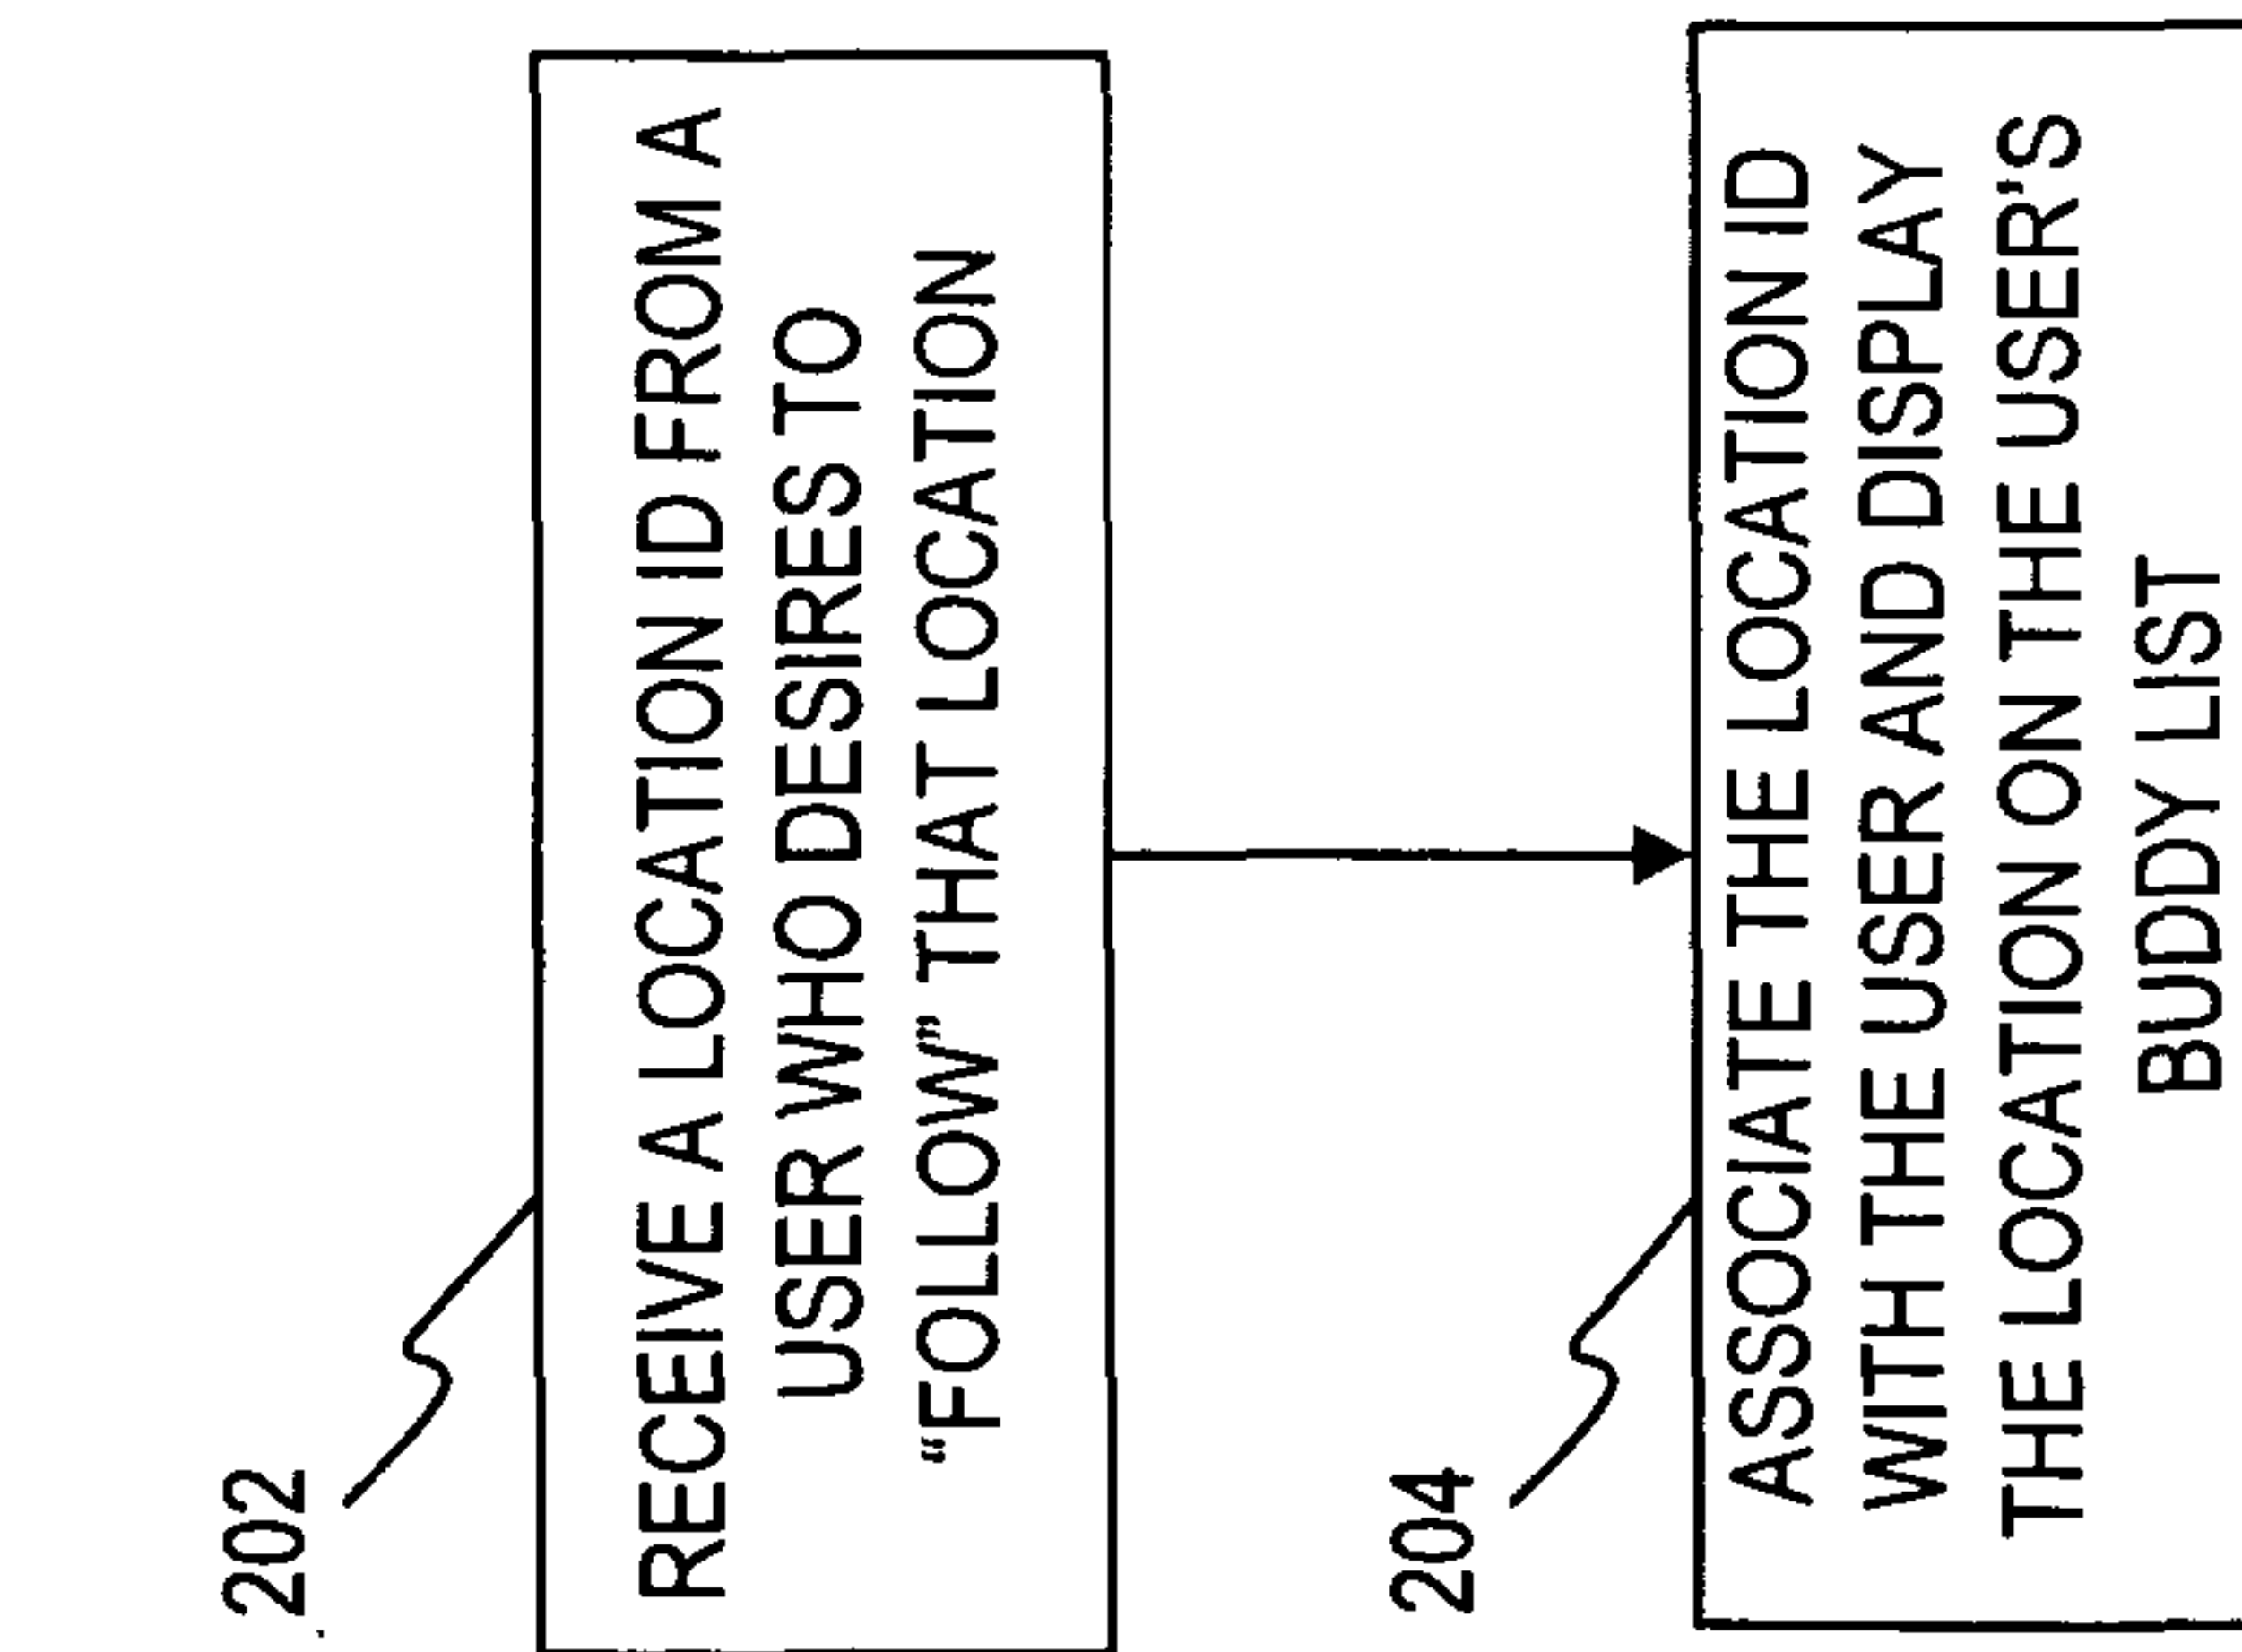 202
RECEIVE A LOCATION ID FROM A
USER WHO DESIRES TO
"FOLLOW" THAT LOCATION
204
ASSOCIATE THE LOCATION ID
WITH THE USER AND DISPLAY
THE LOCATION ON THE USER'S
BUDDY LIST